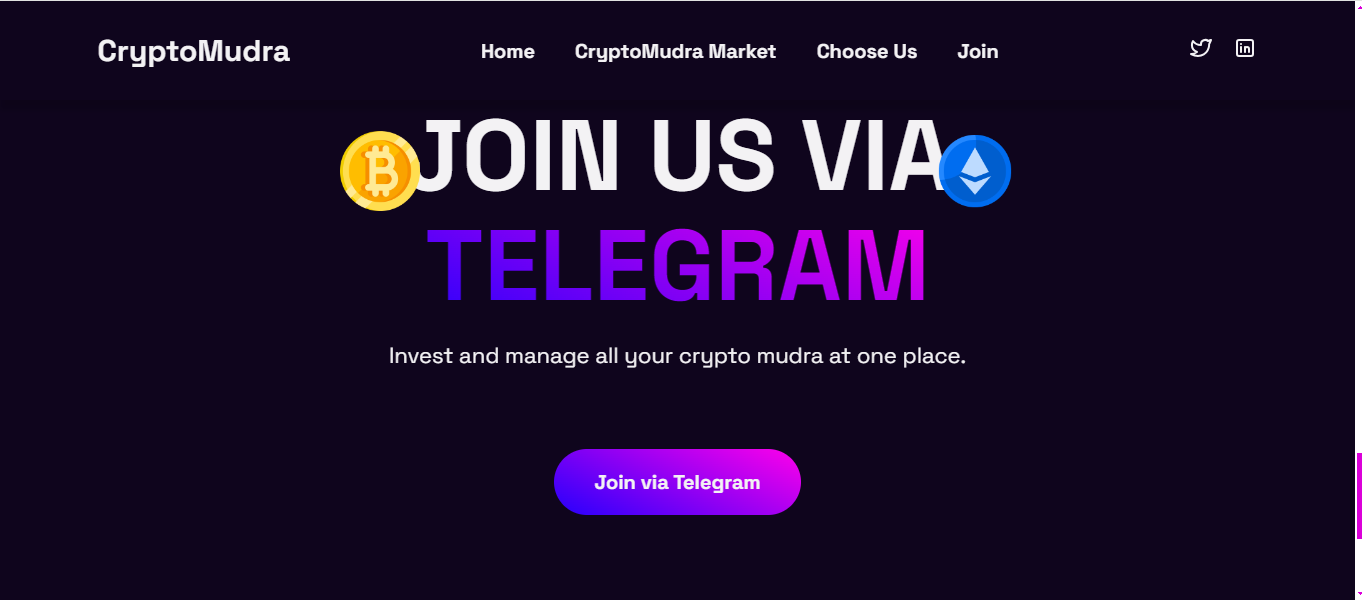 CryptoMudra
Home CryptoMudra Market Choose Us Join
JOIN US VIA
TELEGRAM
Invest and manage all your crypto mudra at one place.
Join via Telegram